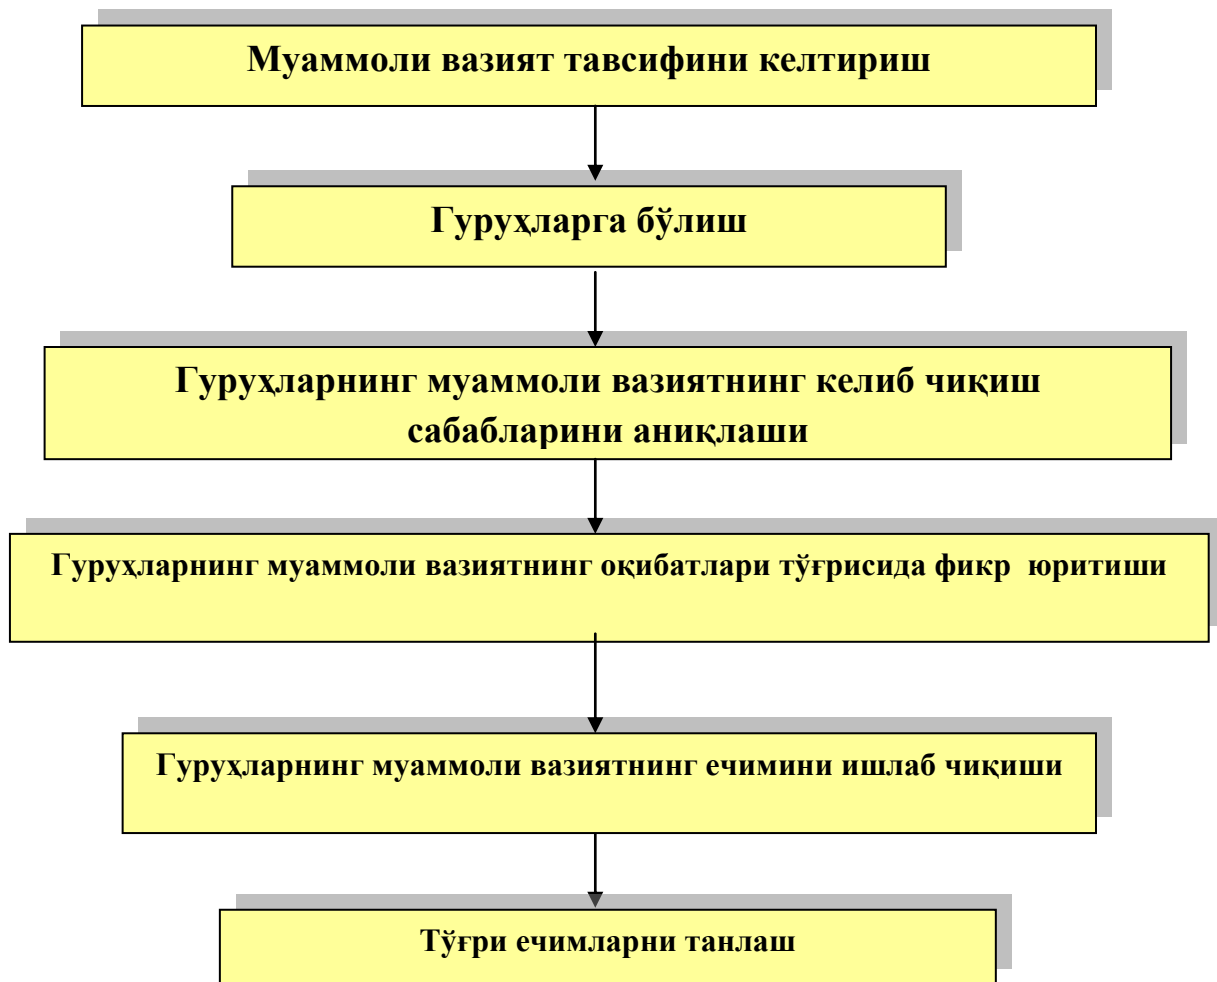 Муаммоли вазият тавсифини келтириш
Гуруҳларга бўлиш
Гуруҳларнинг муаммоли вазиятнинг келиб чиқиш
сабабларини аниқлаши
Гуруҳларнинг муаммоли вазиятнинг оқибатлари тўғрисида фикр юритиши
Гуруҳларнинг муаммоли вазиятнинг ечимини ишлаб чиқиши
Тўғри ечимларни танлаш